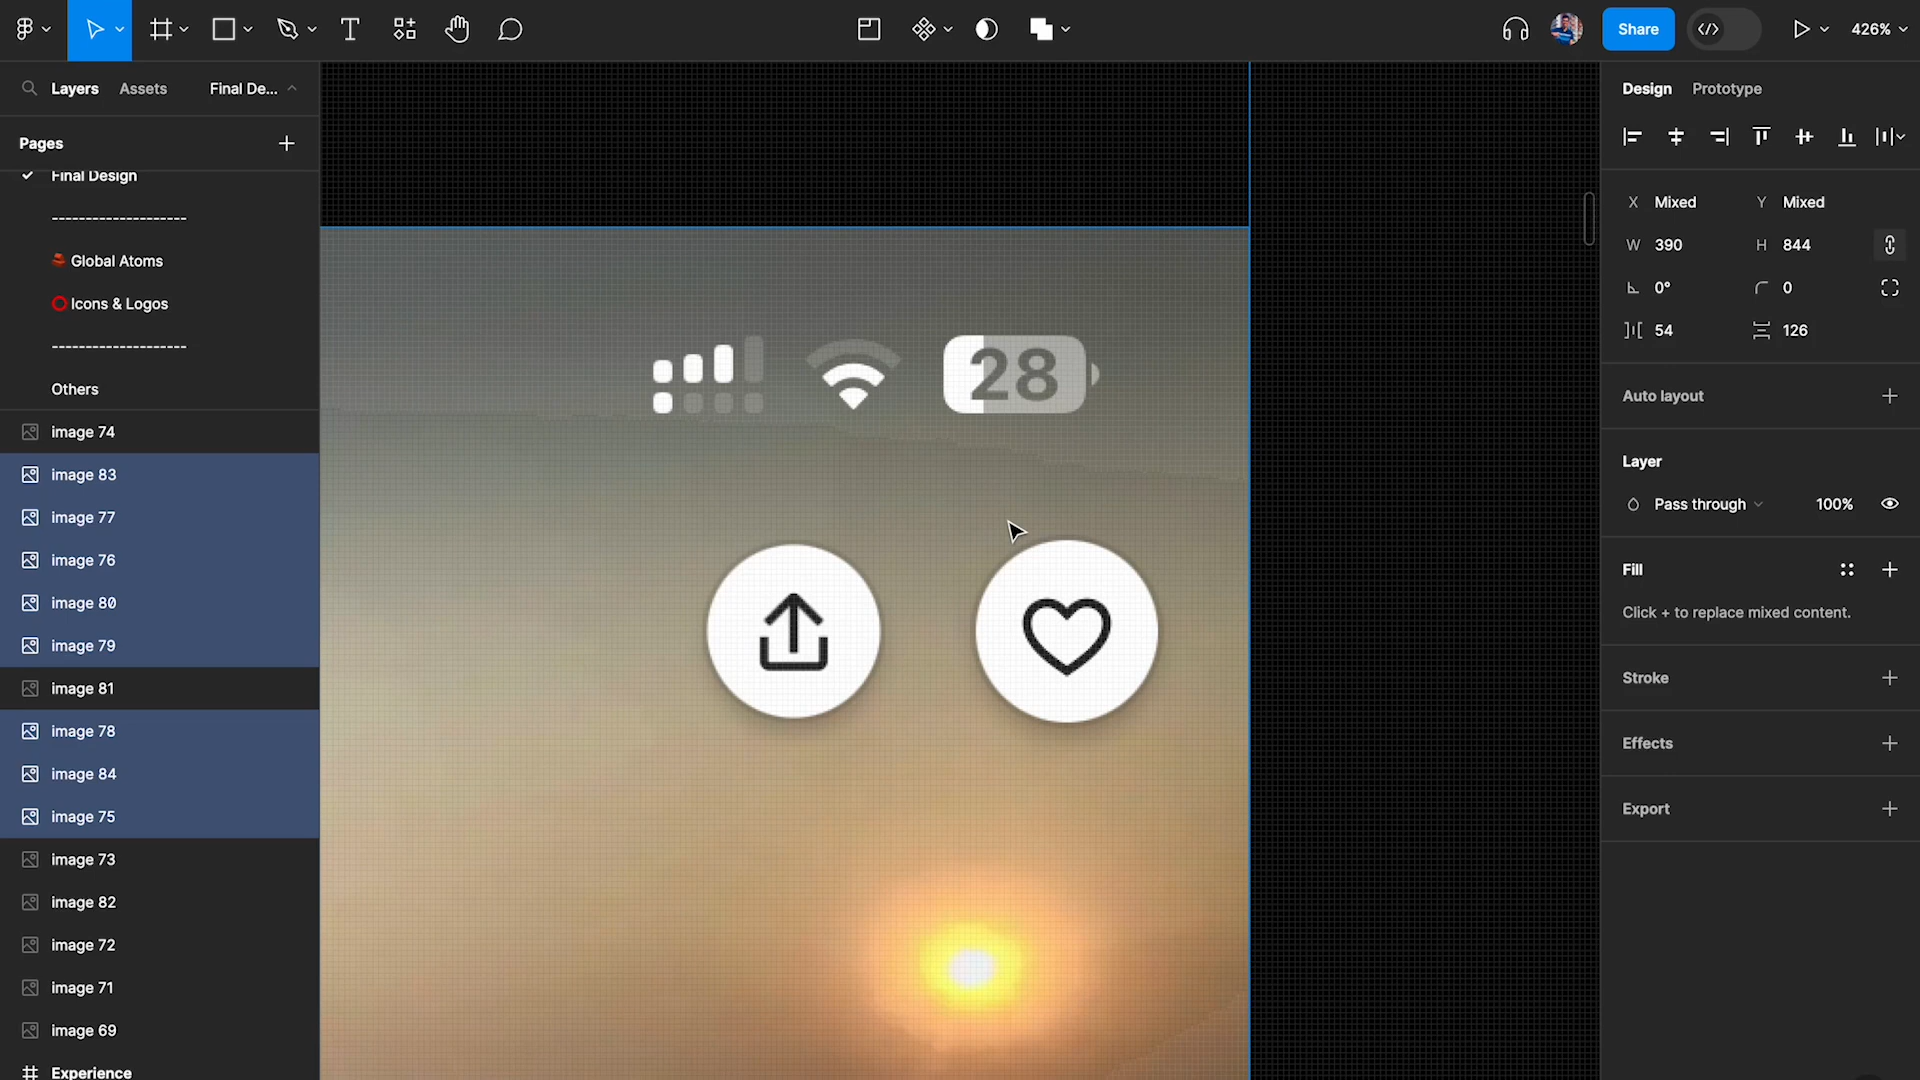 Share
426%
Layers Assets Final De...
Pages
Final Design
--------------------
Global Atoms
Icons & Logos
--------------------
Others
image 74
image 83
image 77
image 76
image 80
image 79
image 81
image 78
image 84
image 75
image 73
image 82
image 72
image 71
image 69
Experience
28
Design Prototype
X Mixed Y Mixed
W 390 H 844
0° 0
54 126
Auto layout
Layer
Pass through 100%
Fill
Click + to replace mixed content.
Stroke
Effects
Export